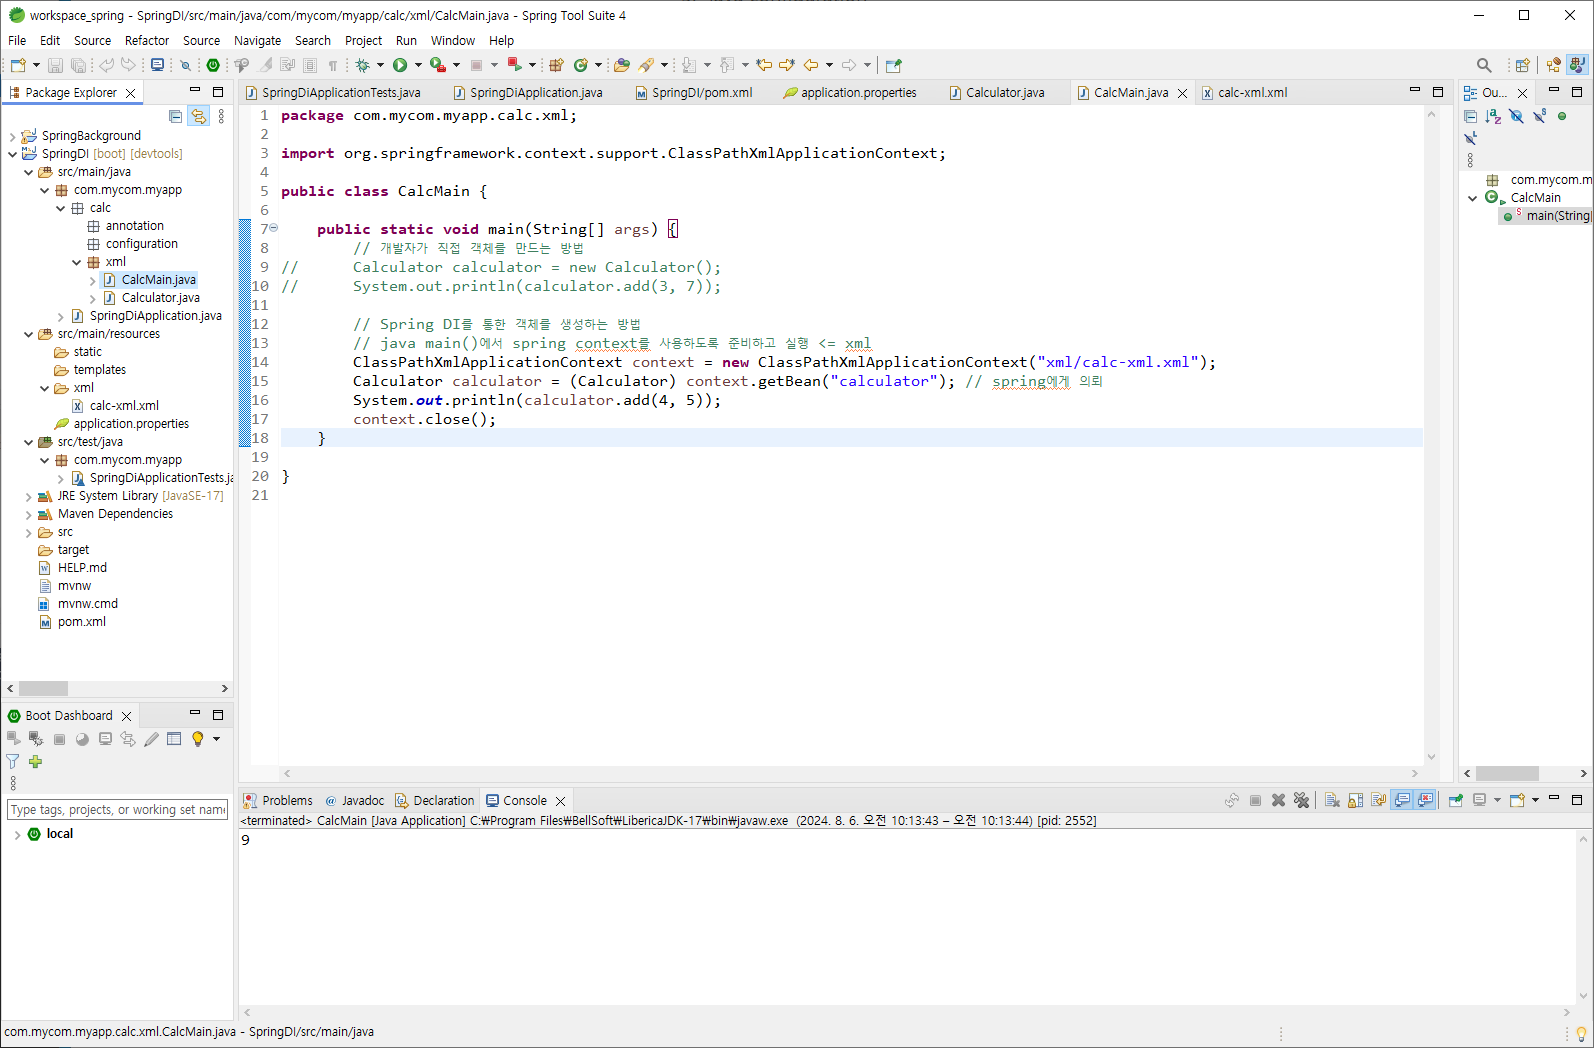 workspace_spring - SpringDI/src/main/java/com/mycom/myapp/calc/xml/CalcMain.java - Spring Tool Suite 4
File Edit Source Refactor Source Navigate Search Project Run Window Help
Package Explorer
SpringBackground
SpringDI [boot] [devtools]
src/main/java
com.mycom.myapp
calc
annotation
configuration
xml
CalcMain.java
Calculator.java
SpringDiApplication.java
src/main/resources
static
templates
xml
calc-xml.xml
application.properties
src/test/java
com.mycom.myapp
SpringDiApplicationTests.ja
JRE System Library [JavaSE-17]
Maven Dependencies
src
target
HELP.md
mvnw
mvnw.cmd
pom.xml
Boot Dashboard
Type tags, projects, or working set name
local
SpringDiApplicationTests.java SpringDiApplication.java SpringDI/pom.xml application.properties Calculator.java CalcMain.java calc-xml.xml
1 package com.mycom.myapp.calc.xml;
2
3 import org.springframework.context.support.ClassPathXmlApplicationContext;
4
5 public class CalcMain {
6
7     public static void main(String[] args) {
8         // 개발자가 직접 객체를 만드는 방법
9 //      Calculator calculator = new Calculator();
10 //      System.out.println(calculator.add(3, 7));
11
12         // Spring DI를 통한 객체를 생성하는 방법
13         // java main()에서 spring context를 사용하도록 준비하고 실행 <= xml
14         ClassPathXmlApplicationContext context = new ClassPathXmlApplicationContext("xml/calc-xml.xml");
15         Calculator calculator = (Calculator) context.getBean("calculator"); // spring에게 의뢰
16         System.out.println(calculator.add(4, 5));
17         context.close();
18     }
19
20 }
21
Ou...
com.mycom.m
CalcMain
main(String[
Problems Javadoc Declaration Console
<terminated> CalcMain [Java Application] C:₩Program Files₩BellSoft₩LibericaJDK-17₩bin₩javaw.exe (2024. 8. 6. 오전 10:13:43 – 오전 10:13:44) [pid: 2552]
9
com.mycom.myapp.calc.xml.CalcMain.java - SpringDI/src/main/java